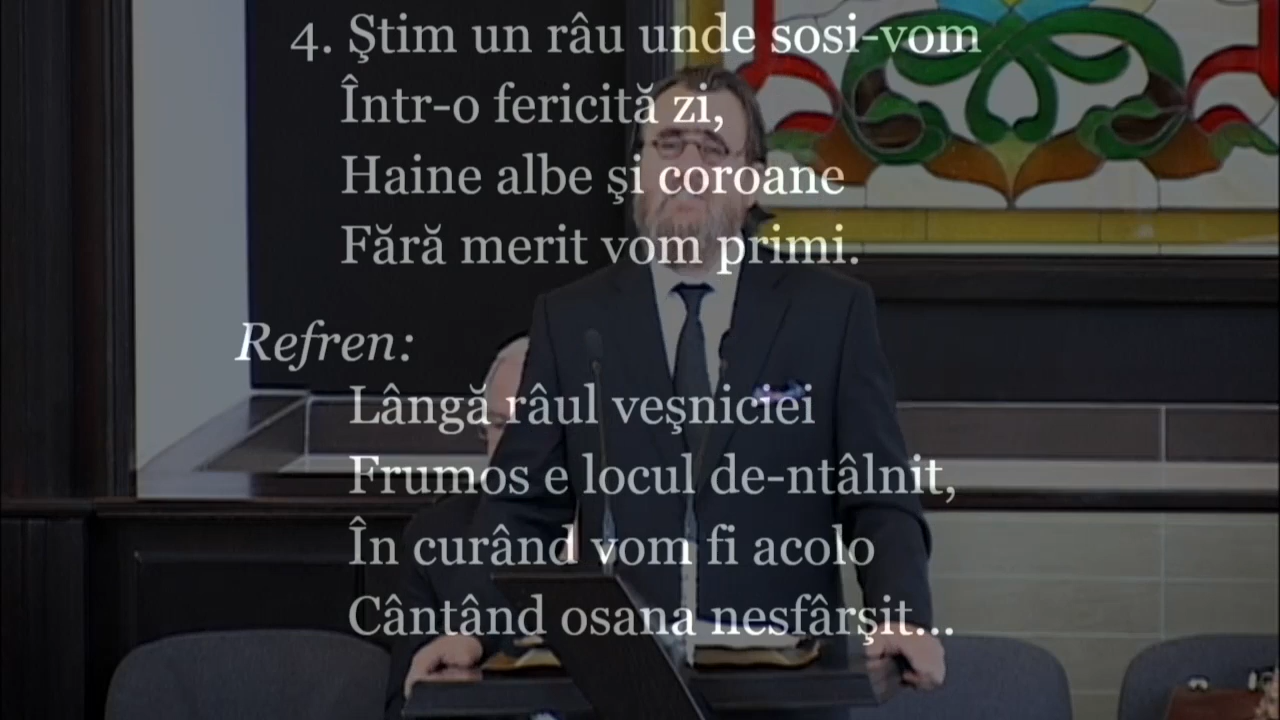 4. Ştim un râu unde sosi-vom
Într-o fericită zi,
Haine albe şi coroane
Fără merit vom primi.
Refren:
Lângă râul veşniciei
Frumos e locul de-ntâlnit,
În curând vom fi acolo
Cântând osana nesfârşit...